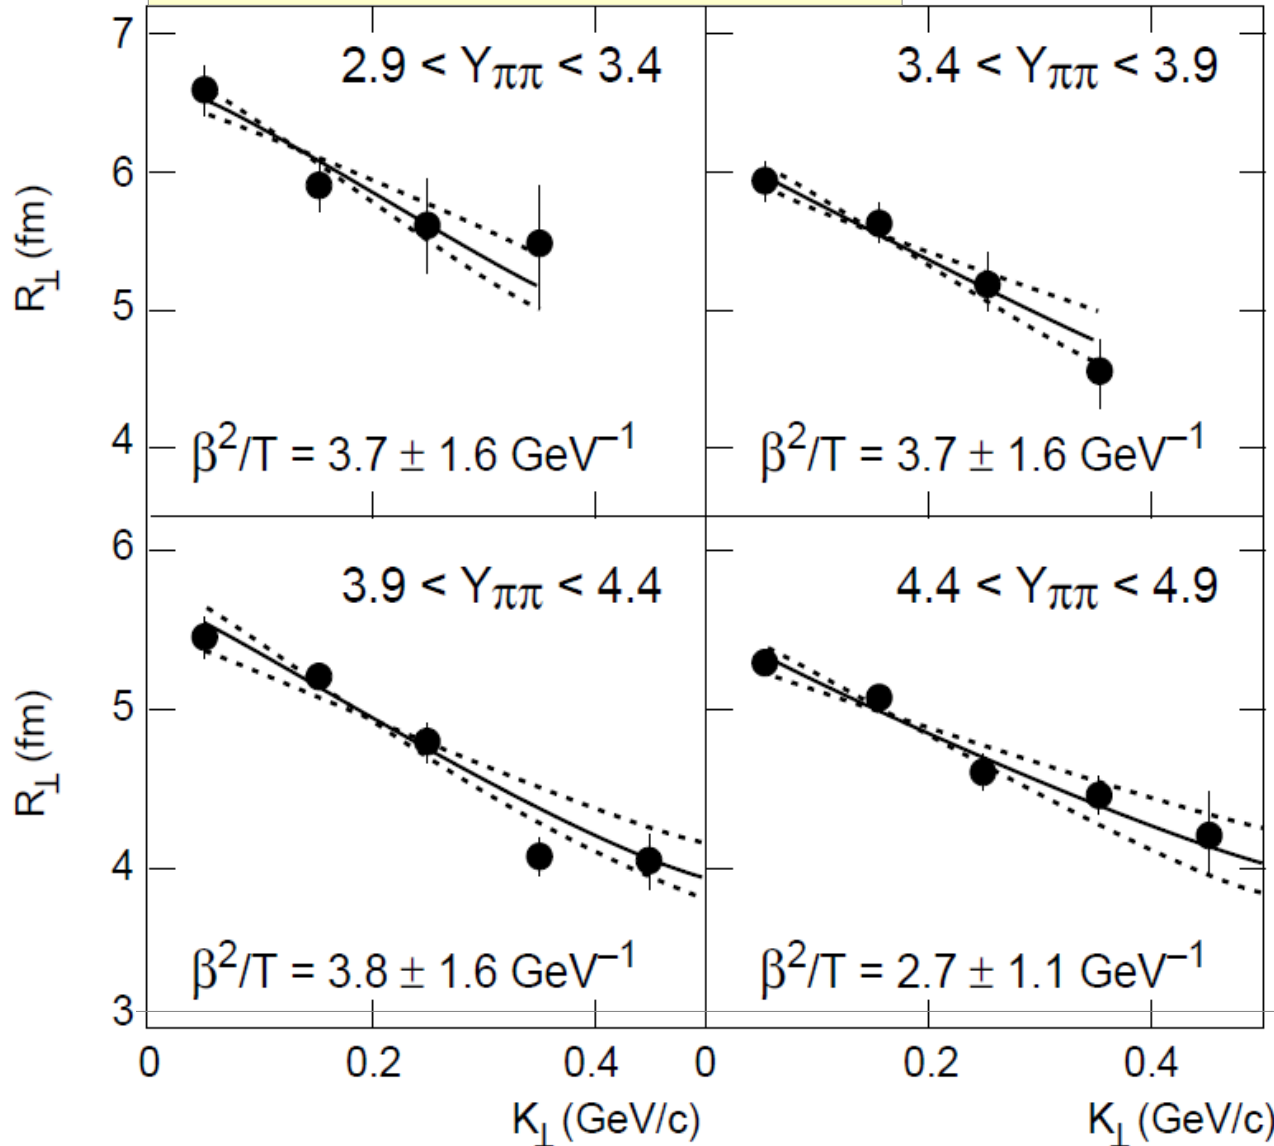 7
6
5
4
R⊥ (fm)
2.9 < Yππ < 3.4
β²/T = 3.7 ± 1.6 GeV⁻¹
3.4 < Yππ < 3.9
β²/T = 3.7 ± 1.6 GeV⁻¹
6
5
4
3
R⊥ (fm)
3.9 < Yππ < 4.4
β²/T = 3.8 ± 1.6 GeV⁻¹
4.4 < Yππ < 4.9
β²/T = 2.7 ± 1.1 GeV⁻¹
0 0.2 0.4 0 0.2 0.4
K⊥ (GeV/c) K⊥ (GeV/c)